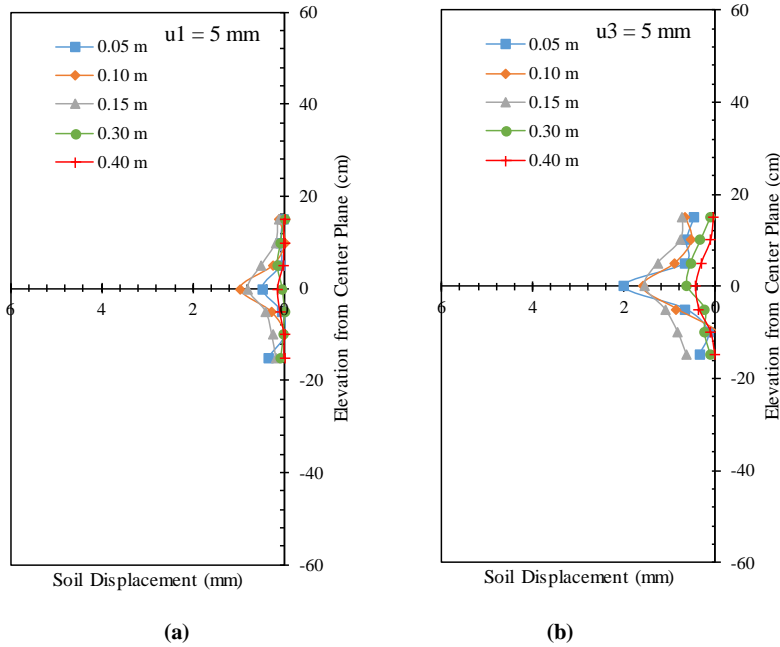 u1 = 5 mm
0.05 m
0.10 m
0.15 m
0.30 m
0.40 m
60
40
20
0
-20
-40
-60
6
4
2
0
Elevation from Center Plane (cm)
Soil Displacement (mm)
(a)
u3 = 5 mm
0.05 m
0.10 m
0.15 m
0.30 m
0.40 m
60
40
20
0
-20
-40
-60
6
4
2
0
Elevation from Center Plane (cm)
Soil Displacement (mm)
(b)